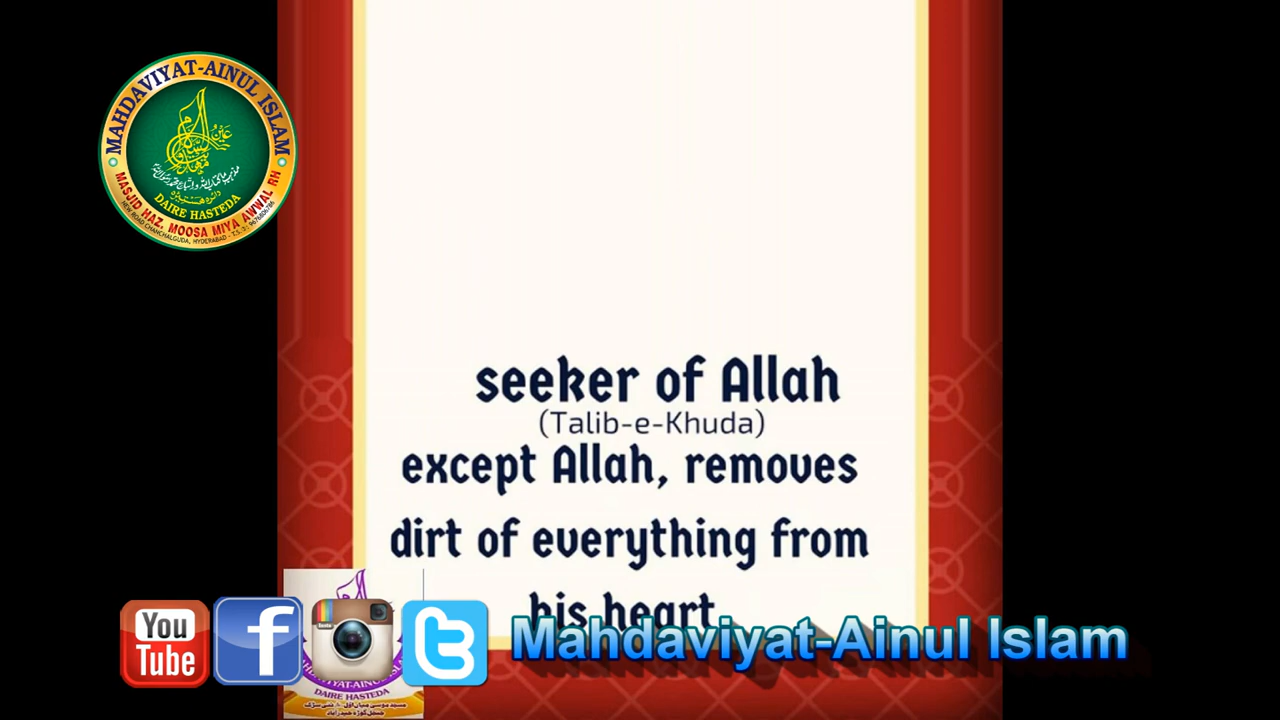 MAHDAVIYAT-AINUL ISLAM
DAIRE HASTEDA
MASJID HAZ. MOOSA MIYA AWWAL RH
seeker of Allah
(Talib-e-Khuda)
except Allah, removes
dirt of everything from
his heart
You
Tube
Mahdaviyat-Ainul Islam
DAIRE HASTEDA